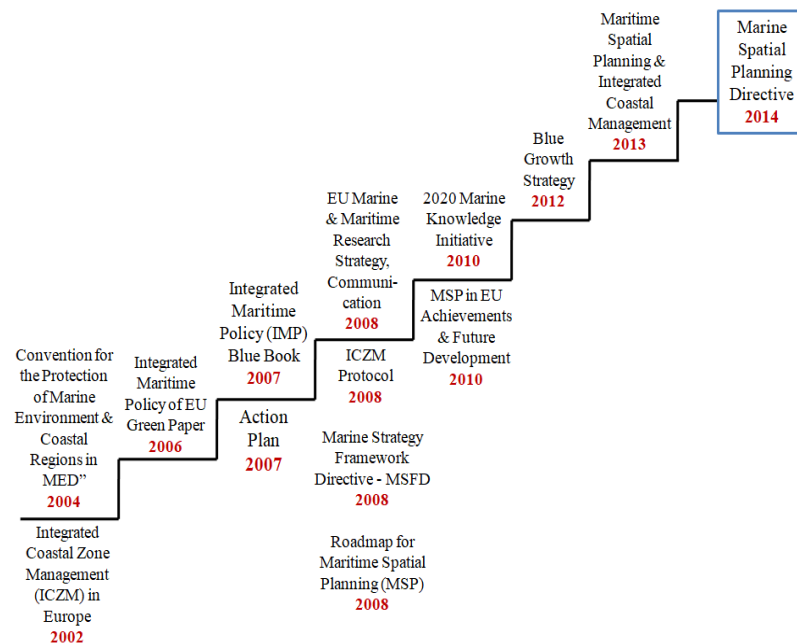 Convention for
the Protection of
Marine
Environment &
Coastal
Regions in
MED”
2004
Integrated
Coastal Zone
Management
(ICZM) in
Europe
2002
Integrated
Maritime
Policy of EU
Green Paper
2006
Integrated
Maritime
Policy (IMP)
Blue Book
2007
Action
Plan
2007
EU Marine
& Maritime
Research
Strategy,
Communi-
cation
2008
ICZM
Protocol
2008
Marine Strategy
Framework
Directive - MSFD
2008
Roadmap for
Maritime Spatial
Planning (MSP)
2008
2020 Marine
Knowledge
Initiative
2010
MSP in EU
Achievements
& Future
Development
2010
Blue
Growth
Strategy
2012
Maritime
Spatial
Planning &
Integrated
Coastal
Management
2013
Marine
Spatial
Planning
Directive
2014